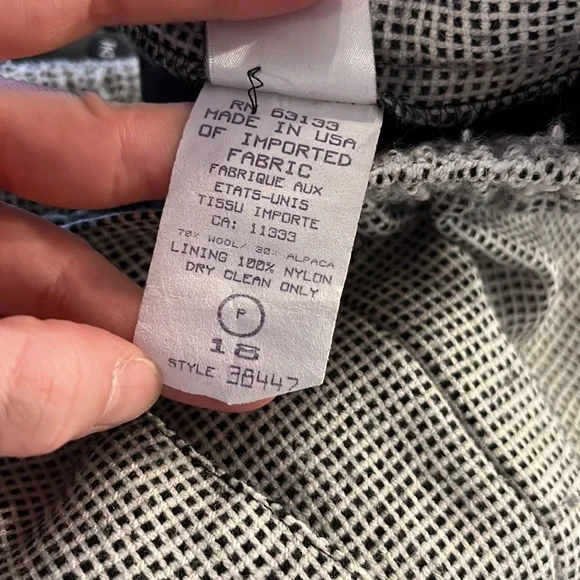 RN 63133
MADE IN USA
OF IMPORTED
FABRIC
FABRIQUE AUX
ETATS-UNIS
TISSU IMPORTE
CA: 11333
70% WOOL/ 30% ALPACA
LINING 100% NYLON
DRY CLEAN ONLY
P
18
STYLE 38447